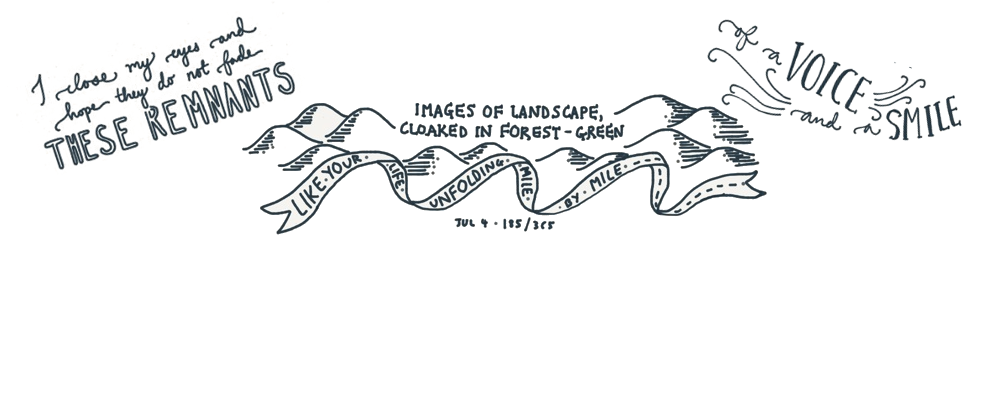 I close my eyes and
hope they do not fade
THESE REMNANTS
of a
VOICE
and a
SMILE
IMAGES OF LANDSCAPE,
CLOAKED IN FOREST-GREEN
LIKE YOUR LIFE UNFOLDING MILE BY MILE
JUL 4 · 185/365